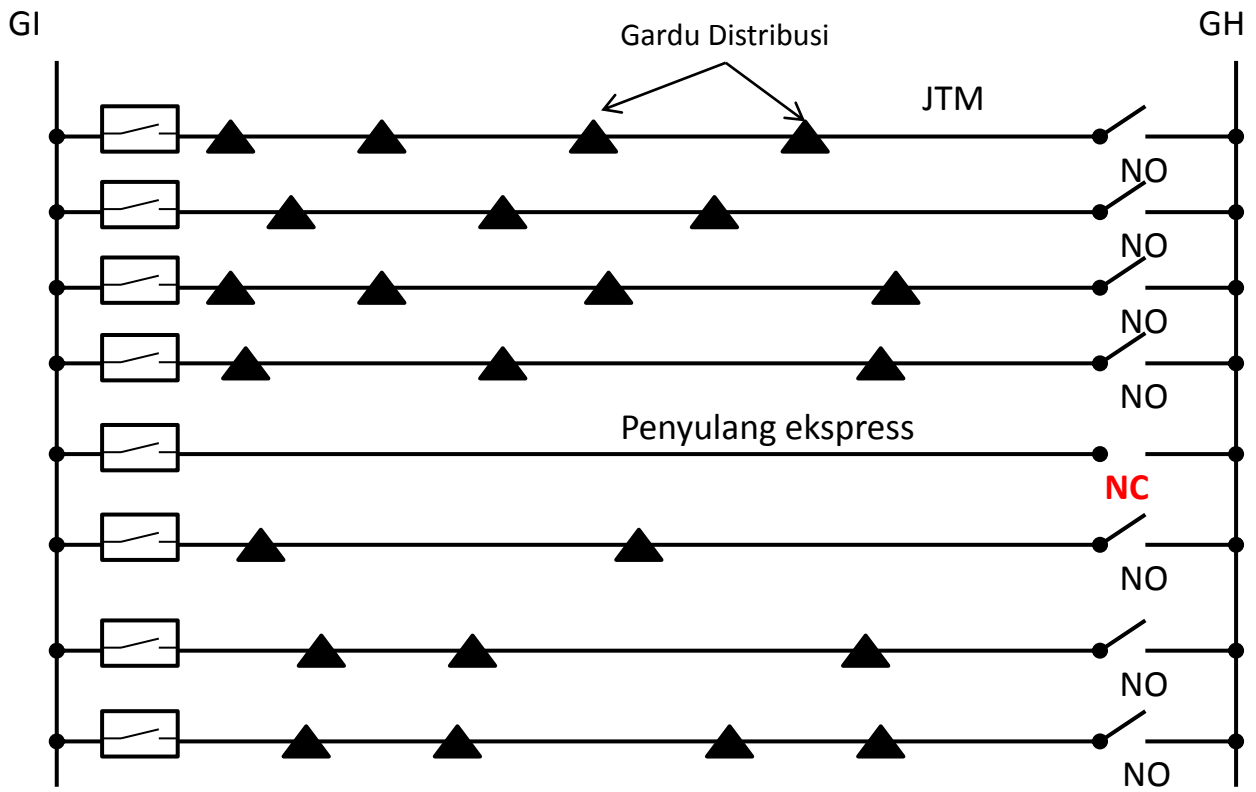 GI
GH
Gardu Distribusi
JTM
NO
NO
NO
NO
Penyulang ekspress
NC
NO
NO
NO